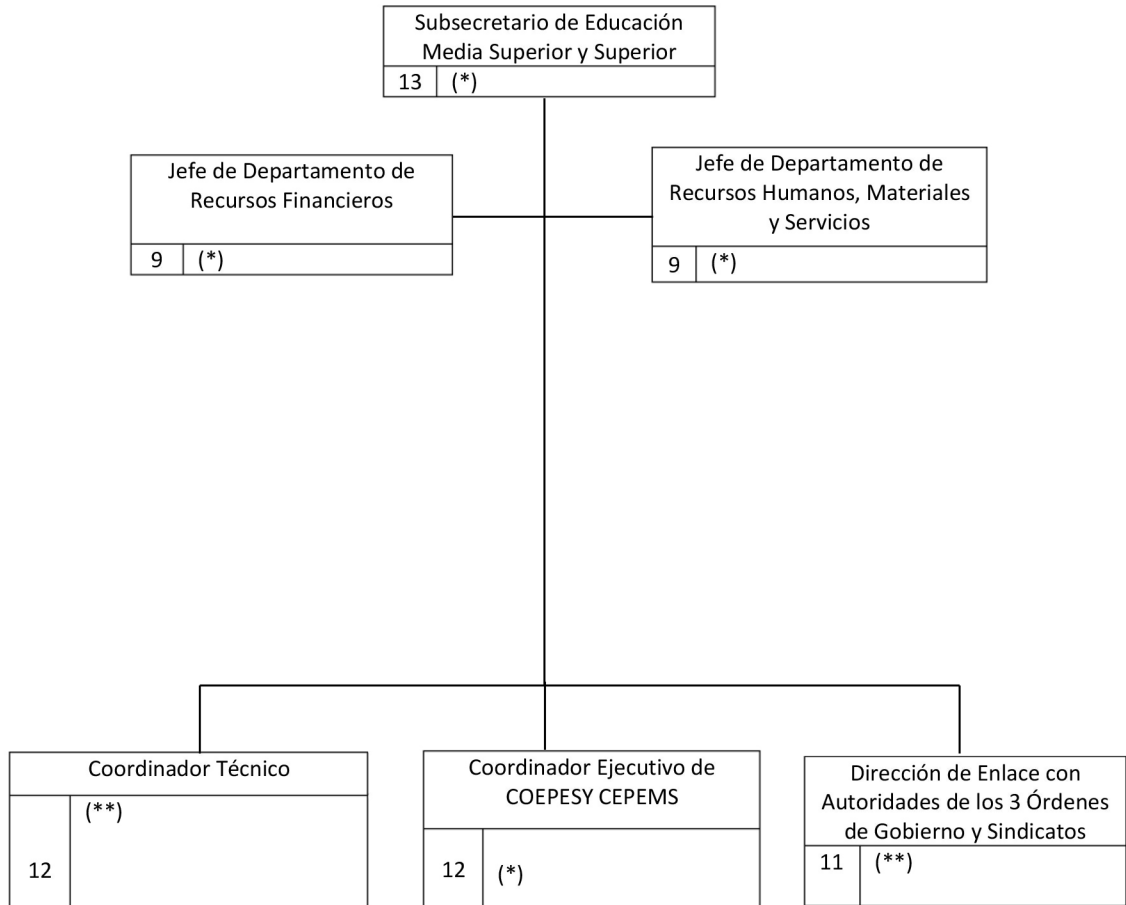 Subsecretario de Educación
Media Superior y Superior
13 (*)
Jefe de Departamento de
Recursos Financieros
9 (*)
Jefe de Departamento de
Recursos Humanos, Materiales
y Servicios
9 (*)
Coordinador Técnico
12 (**)
Coordinador Ejecutivo de
COEPESY CEPEMS
12 (*)
Dirección de Enlace con
Autoridades de los 3 Órdenes
de Gobierno y Sindicatos
11 (**)